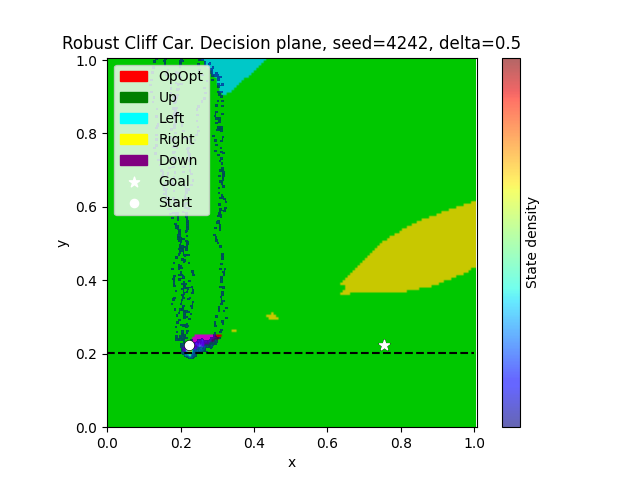 Robust Cliff Car. Decision plane, seed=4242, delta=0.5
1.0
0.8
0.6
0.4
0.2
0.0
y
OpOpt
Up
Left
Right
Down
Goal
Start
0.0 0.2 0.4 0.6 0.8 1.0
x
State density